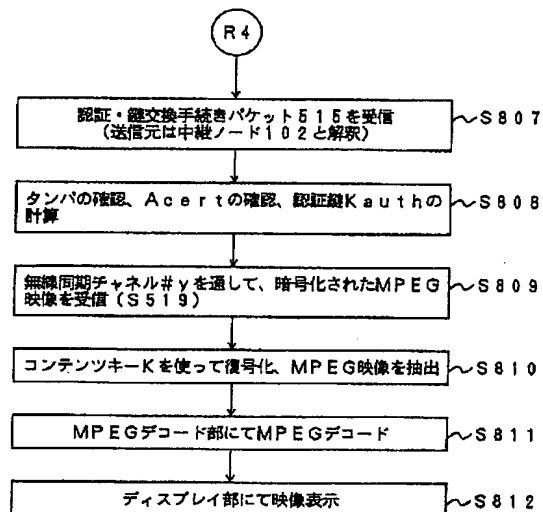 R4
認証・鍵交換手続きパケット515を受信
(送信元は中継ノード102と解釈)
S807
タンパの確認、Acertの確認、認証鍵Kauthの
計算
S808
無線同期チャネル#yを通して、暗号化されたMPEG
映像を受信(S519)
S809
コンテンツキーKを使って復号化、MPEG映像を抽出
S810
MPEGデコード部にてMPEGデコード
S811
ディスプレイ部にて映像表示
S812